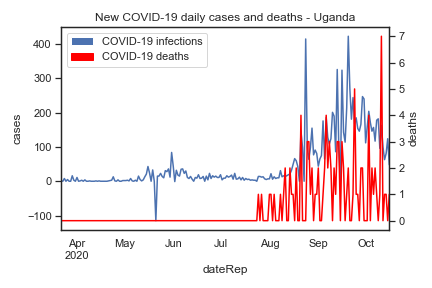 New COVID-19 daily cases and deaths - Uganda
COVID-19 infections
COVID-19 deaths
cases
400
300
200
100
0
−100
7
6
5
4
3
2
1
0
deaths
Apr
2020
May
Jun
Jul
Aug
Sep
Oct
dateRep